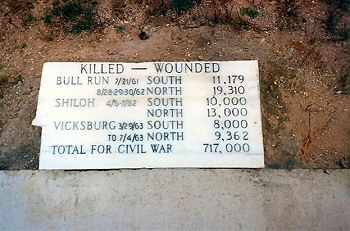 KILLED — WOUNDED
BULL RUN 7/21/61 SOUTH 11,179
8/28-29-30/62 NORTH 19,310
SHILOH 4/6-7/62 SOUTH 10,000
NORTH 13,000
VICKSBURG 3/29/63 SOUTH 8,000
TO 7/4/63 NORTH 9,362
TOTAL FOR CIVIL WAR 717,000